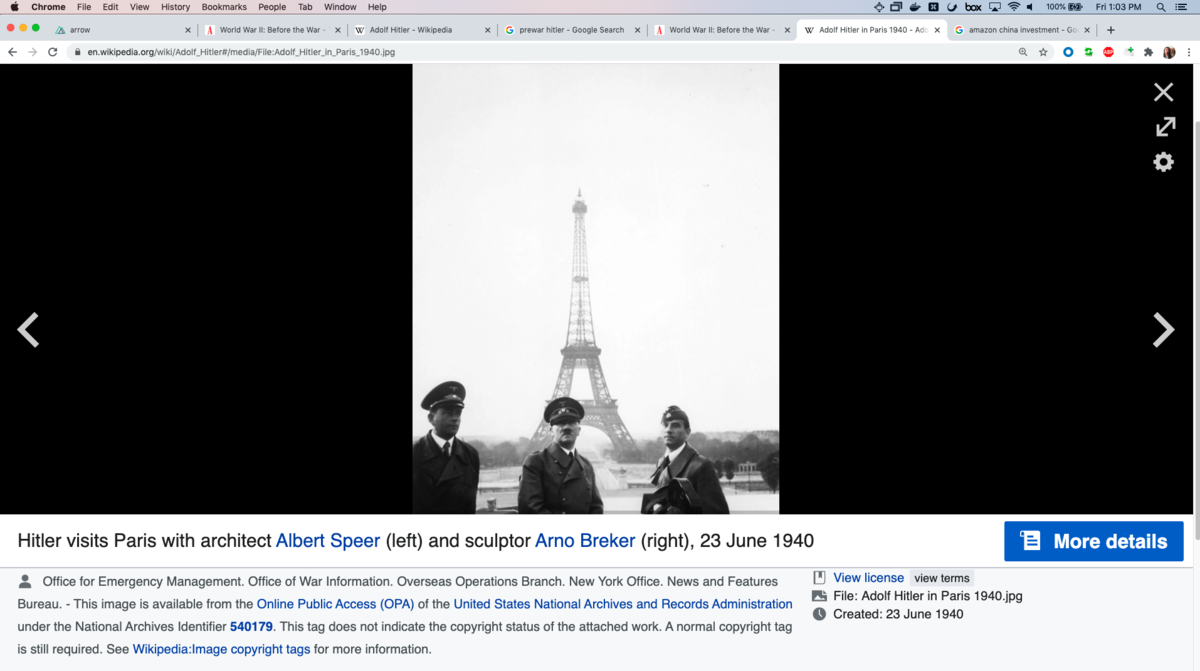 Chrome File Edit View History Bookmarks People Tab Window Help box 100% Fri 1:03 PM
arrow World War II: Before the War - Adolf Hitler - Wikipedia prewar hitler - Google Search World War II: Before the War - Adolf Hitler in Paris 1940 - Ado amazon china investment - Go
en.wikipedia.org/wiki/Adolf_Hitler#/media/File:Adolf_Hitler_in_Paris_1940.jpg ABP
Hitler visits Paris with architect Albert Speer (left) and sculptor Arno Breker (right), 23 June 1940
More details
Office for Emergency Management. Office of War Information. Overseas Operations Branch. New York Office. News and Features
Bureau. - This image is available from the Online Public Access (OPA) of the United States National Archives and Records Administration
under the National Archives Identifier 540179. This tag does not indicate the copyright status of the attached work. A normal copyright tag
is still required. See Wikipedia:Image copyright tags for more information.
View license view terms
File: Adolf Hitler in Paris 1940.jpg
Created: 23 June 1940